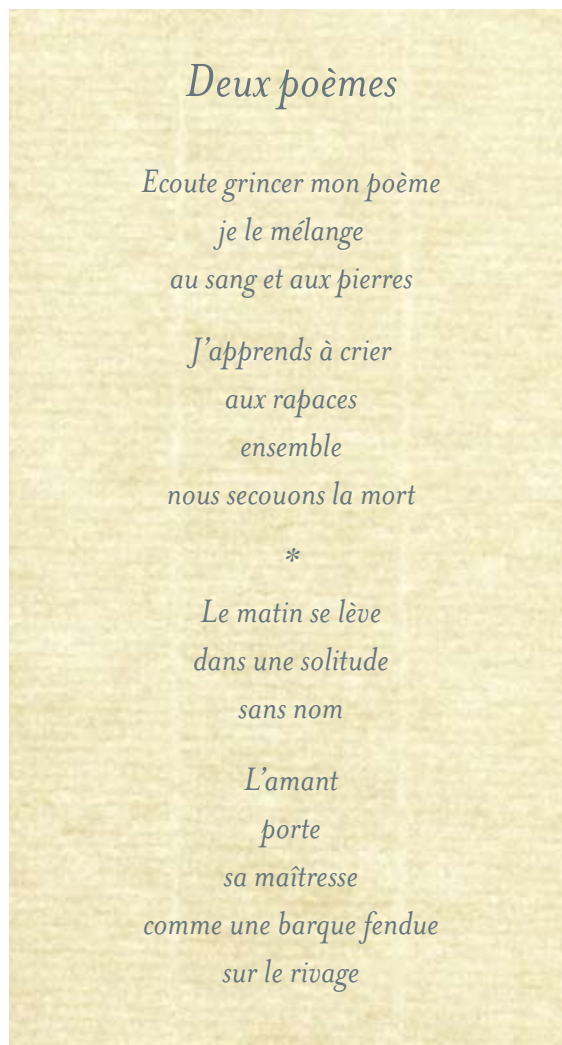 Deux poèmes
Ecoute grincer mon poème
je le mélange
au sang et aux pierres
J’apprends à crier
aux rapaces
ensemble
nous secouons la mort
*
Le matin se lève
dans une solitude
sans nom
L’amant
porte
sa maîtresse
comme une barque fendue
sur le rivage